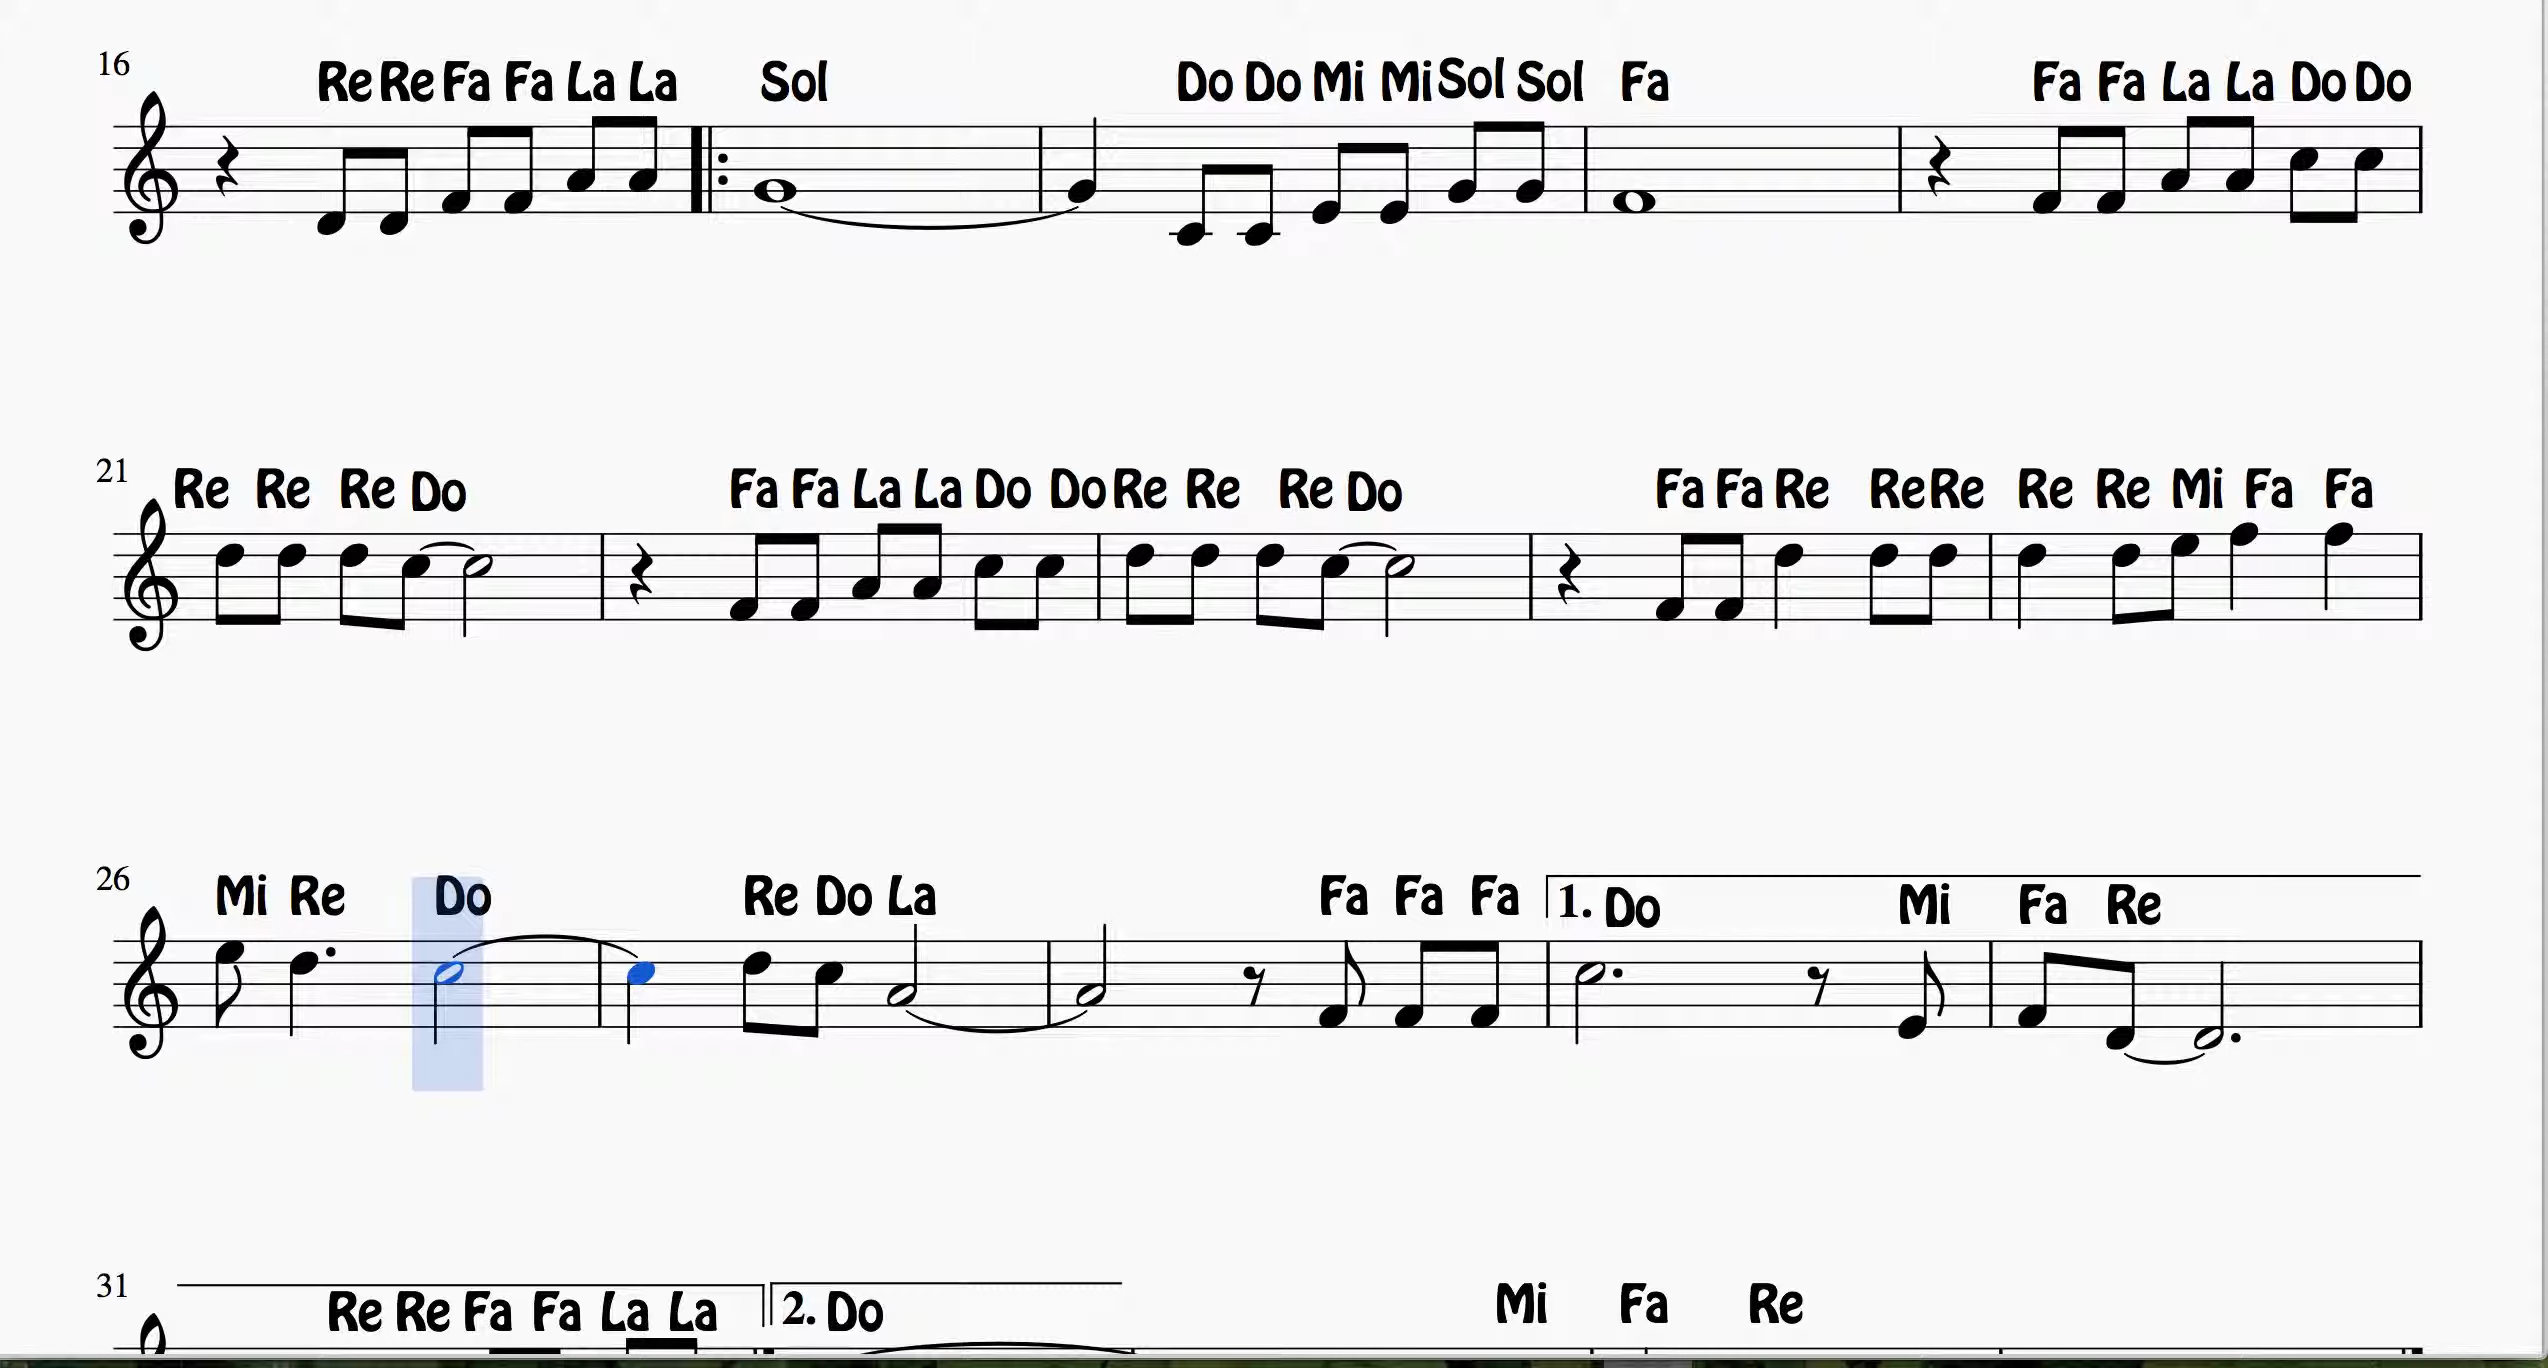 16 Re Re Fa Fa La La Sol Do Do Mi Mi Sol Sol Fa Fa Fa La La Do Do
21 Re Re Re Do Fa Fa La La Do Do Re Re Re Do Fa Fa Re Re Re Re Re Mi Fa Fa
26 Mi Re Do Re Do La Fa Fa Fa 1. Do Mi Fa Re
31 Re Re Fa Fa La La 2. Do Mi Fa Re